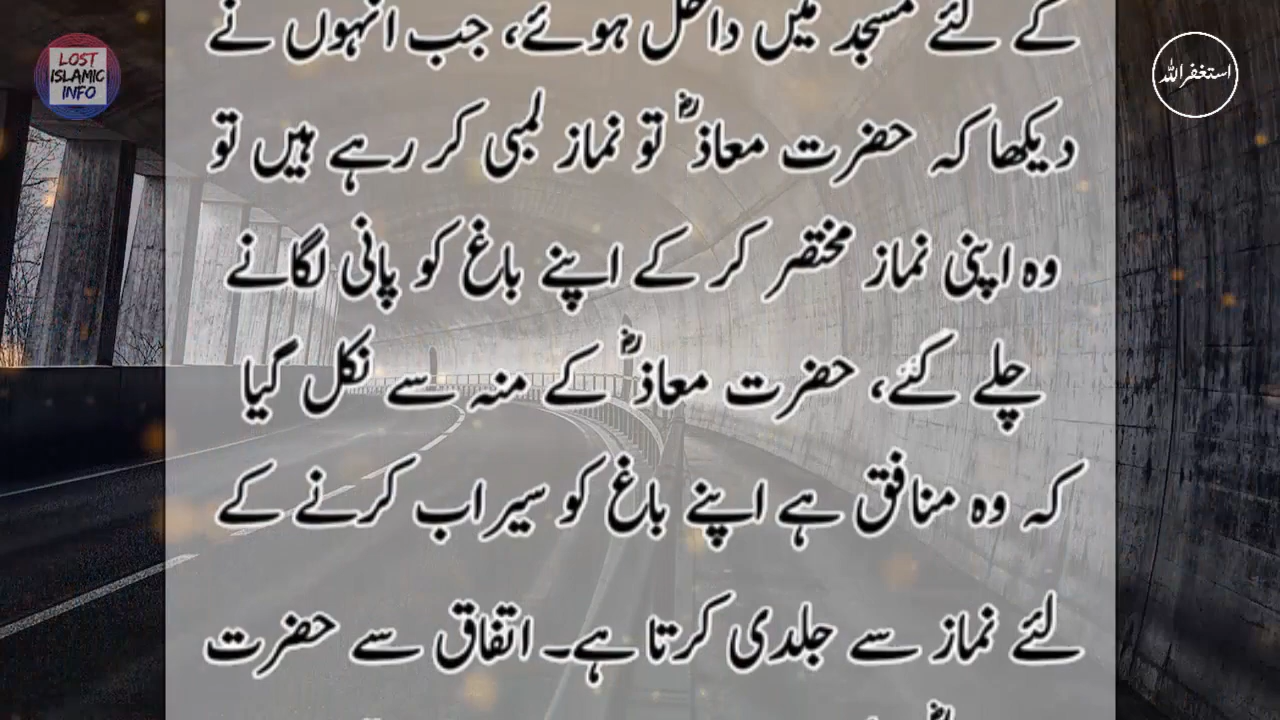 LOST
ISLAMIC
INFO
استغفراللہ
کے لئے مسجد میں داخل ہوئے، جب انہوں نے
دیکھا کہ حضرت معاذؓ تو نماز لمبی کر رہے ہیں تو
وہ اپنی نماز مختصر کر کے اپنے باغ کو پانی لگانے
چلے گئے، حضرت معاذؓ کے منہ سے نکل گیا
کہ وہ منافق ہے اپنے باغ کو سیراب کرنے کے
لئے نماز سے جلدی کرتا ہے۔ اتفاق سے حضرت